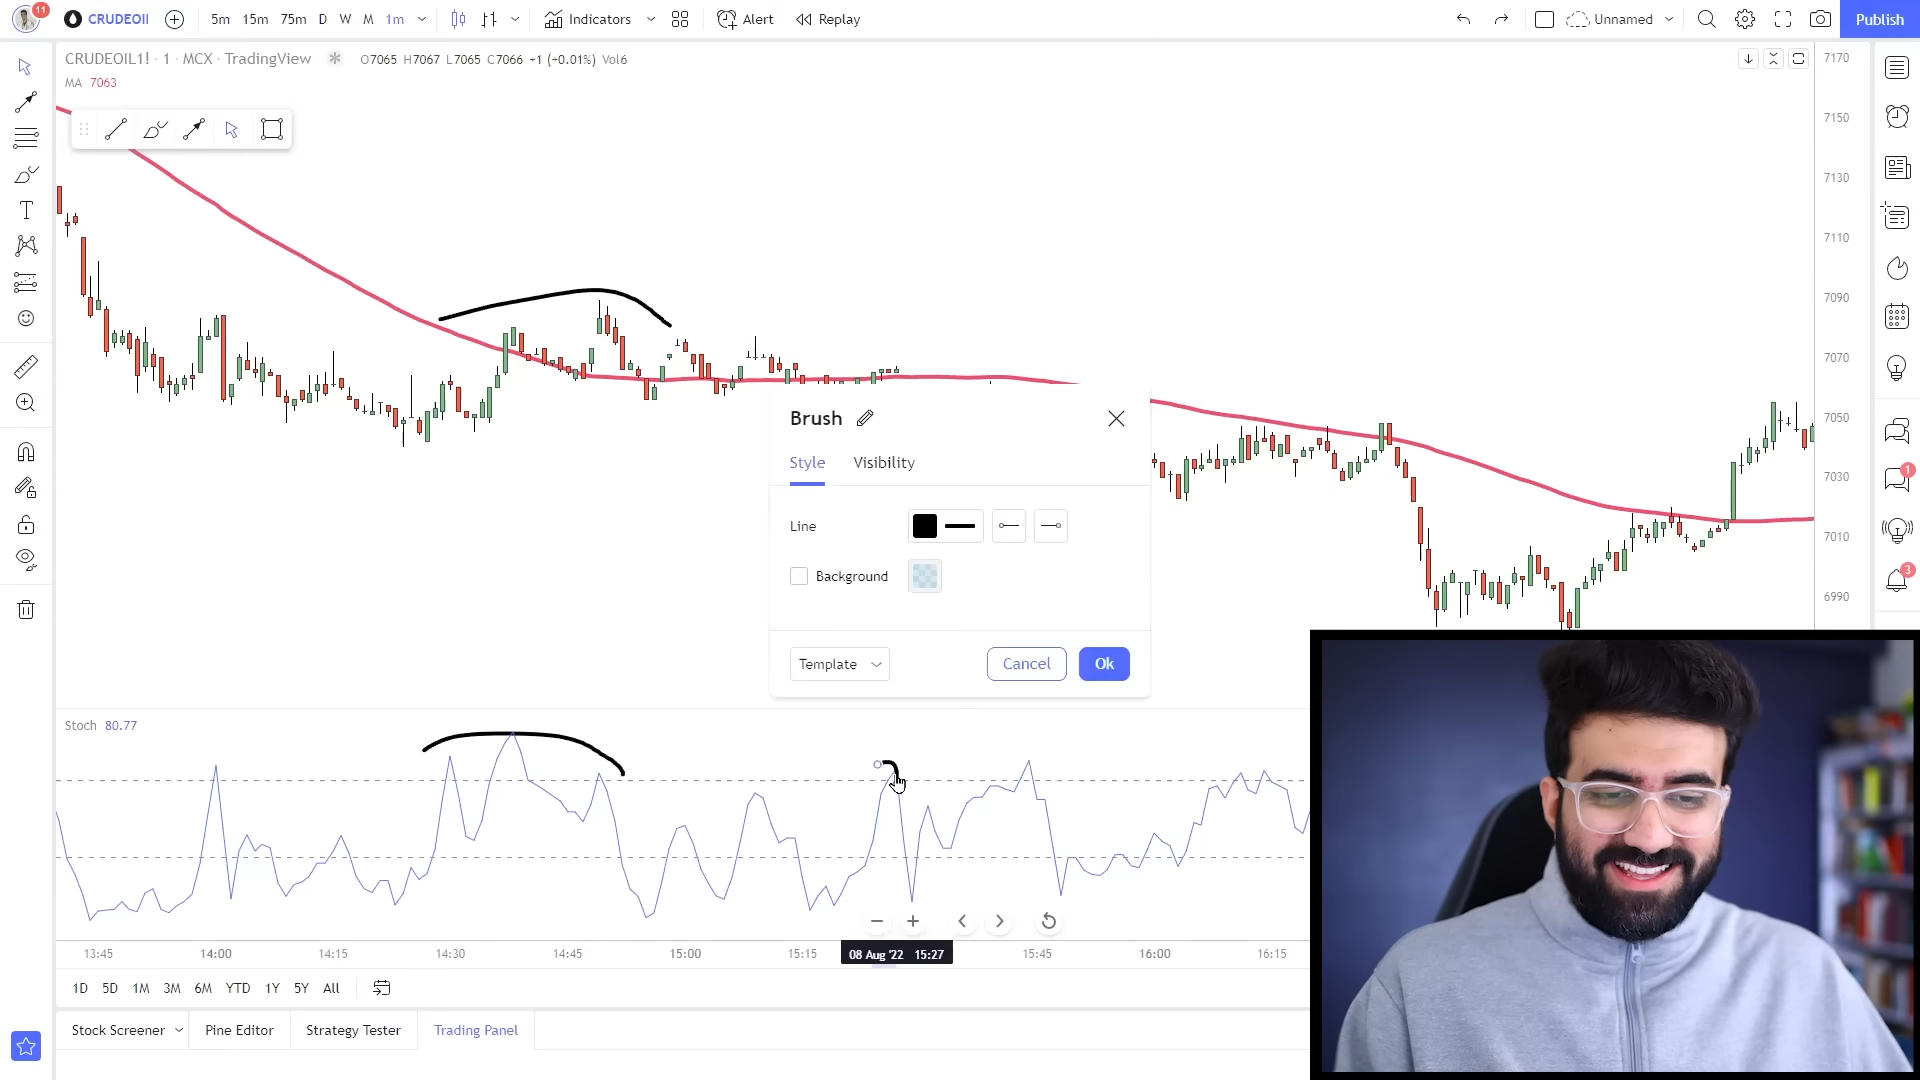 11
CRUDEOIl
5m 15m 75m D W M 1m
Indicators
Alert
Replay
Unnamed
Publish
CRUDEOIL1! · 1 · MCX · TradingView
O7065 H7067 L7065 C7066 +1 (+0.01%) Vol6
MA 7063
7170
7150
7130
7110
7090
7070
7050
7030
7010
6990
1
3
Brush
Style Visibility
Line
Background
Template
Cancel
Ok
Stoch 80.77
13:45 14:00 14:15 14:30 14:45 15:00 15:15 08 Aug '22 15:27 15:45 16:00 16:15
1D 5D 1M 3M 6M YTD 1Y 5Y All
Stock Screener Pine Editor Strategy Tester Trading Panel